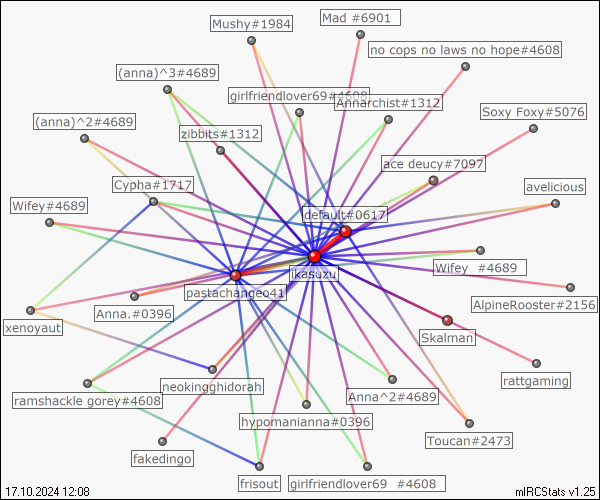 Mad #6901
Mushy#1984
no cops no laws no hope#4608
(anna)^3#4689
girlfriendlover69#4608
Annarchist#1312
Soxy Foxy#5076
(anna)^2#4689
zibbits#1312
ace deucy#7097
Cypha#1717
avelicious
Wifey#4689
default#0617
Wifey #4689
ikasuzu
pastachangeo41
AlpineRooster#2156
Anna.#0396
xenoyaut
Skalman
rattgaming
neokingghidorah
Anna^2#4689
ramshackle gorey#4608
hypomanianna#0396
Toucan#2473
fakedingo
frisout
girlfriendlover69 #4608
17.10.2024 12:08
mIRCStats v1.25